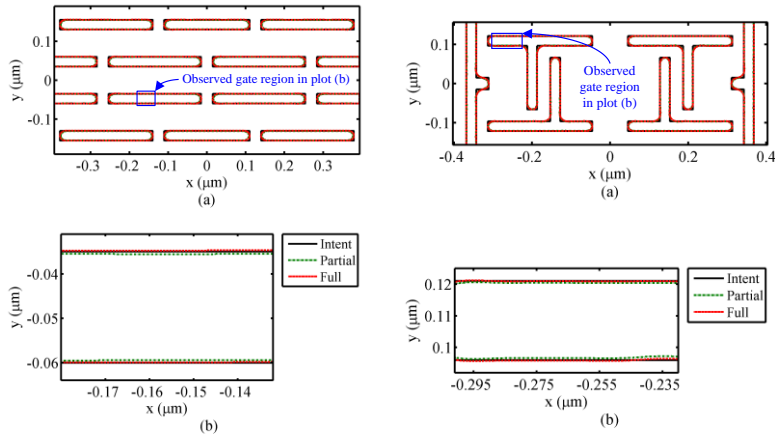 0.1
0
-0.1
y (μm)
Observed gate region in plot (b)
-0.3 -0.2 -0.1 0 0.1 0.2 0.3
x (μm)
(a)
0.1
0
-0.1
y (μm)
Observed
gate region
in plot (b)
-0.4 -0.2 0 0.2 0.4
x (μm)
(a)
-0.04
-0.05
-0.06
y (μm)
-0.17 -0.16 -0.15 -0.14
x (μm)
(b)
Intent
Partial
Full
0.12
0.11
0.1
y (μm)
-0.295 -0.275 -0.255 -0.235
x (μm)
(b)
Intent
Partial
Full